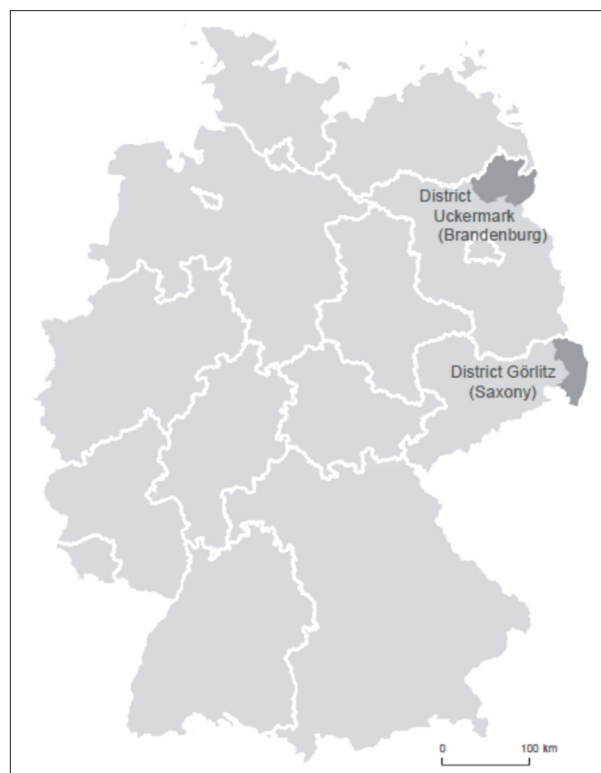 District
Uckermark
(Brandenburg)
District Görlitz
(Saxony)
0 100 km